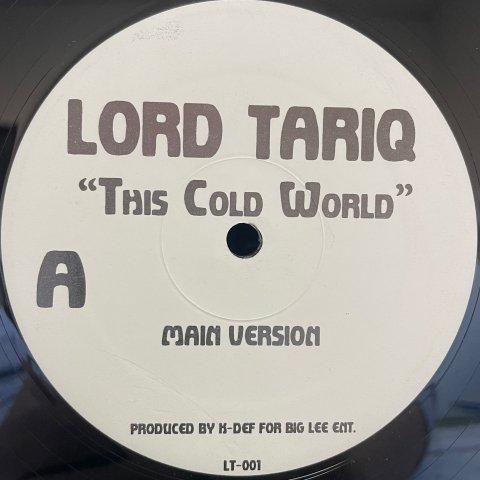 LORD TARIQ
“THIS COLD WORLD”
A
MAIN VERSION
PRODUCED BY K-DEF FOR BIG LEE ENT.
LT-001